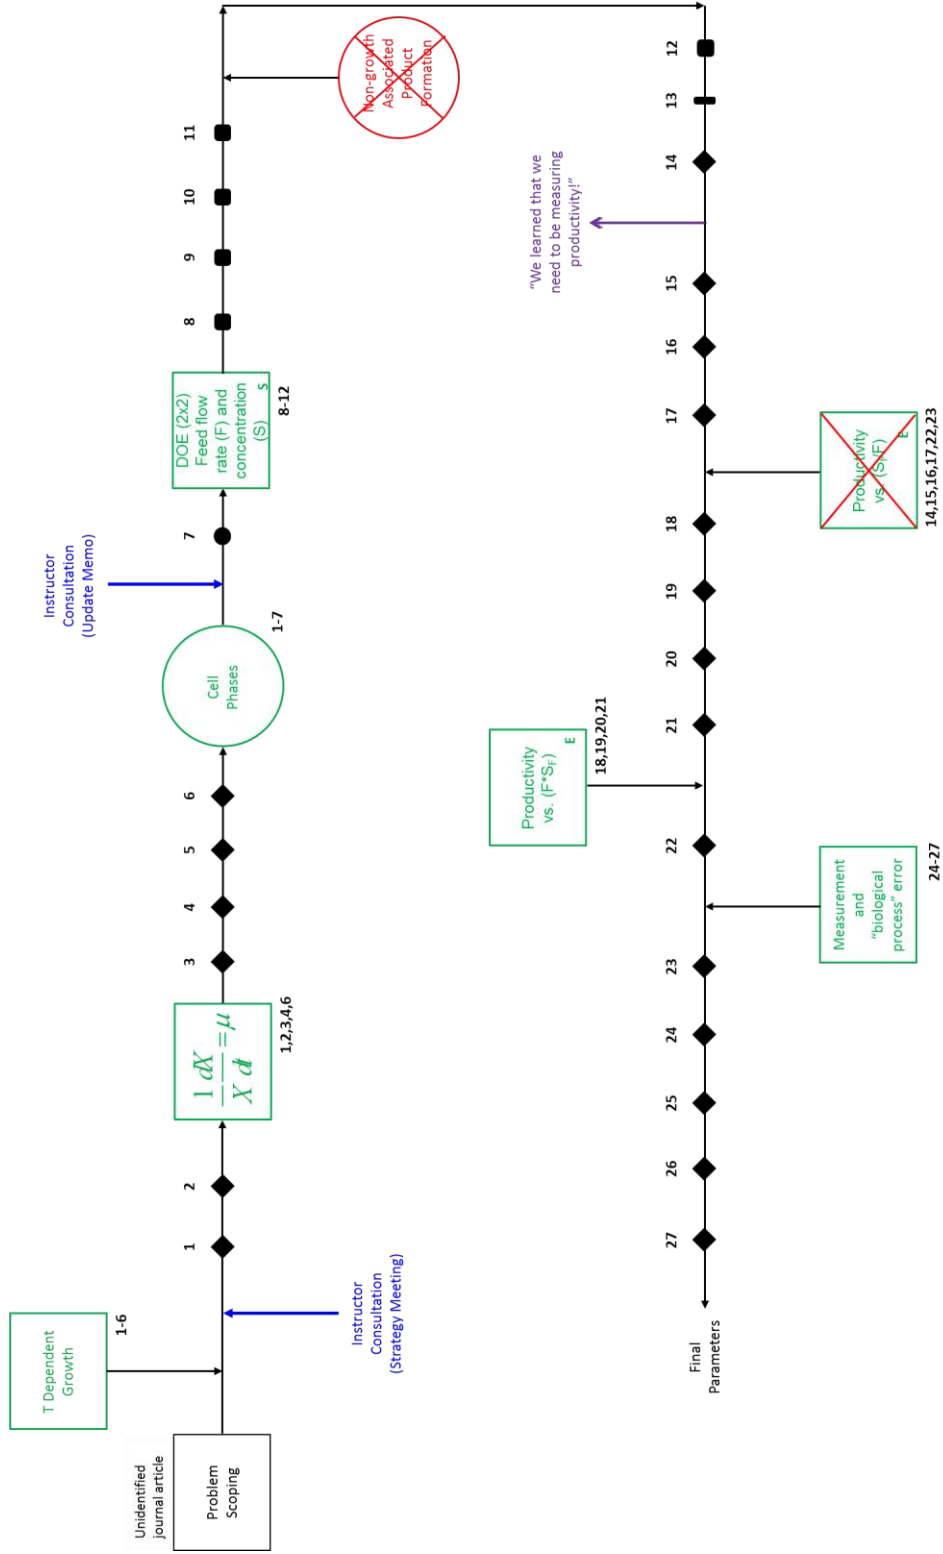 Unidentified
journal article
Problem
Scoping
T Dependent
Growth
1-6
Instructor
Consultation
(Strategy Meeting)
1
2
1 dX
X dt
= μ
1,2,3,4,6
3
4
5
6
Cell
Phases
1-7
Instructor
Consultation
(Update Memo)
7
DOE (2x2)
Feed flow
rate (F) and
concentration
(S)
S
8-12
8
9
10
11
Non-growth
Associated
Product
formation
12
13
14
"We learned that we
need to be measuring
productivity!"
15
16
17
Productivity
vs. (S/F)
E
14,15,16,17,22,23
18
19
20
21
Productivity
vs. (F*SF)
E
18,19,20,21
22
Measurement
and
"biological
process" error
24-27
23
24
25
26
27
Final
Parameters